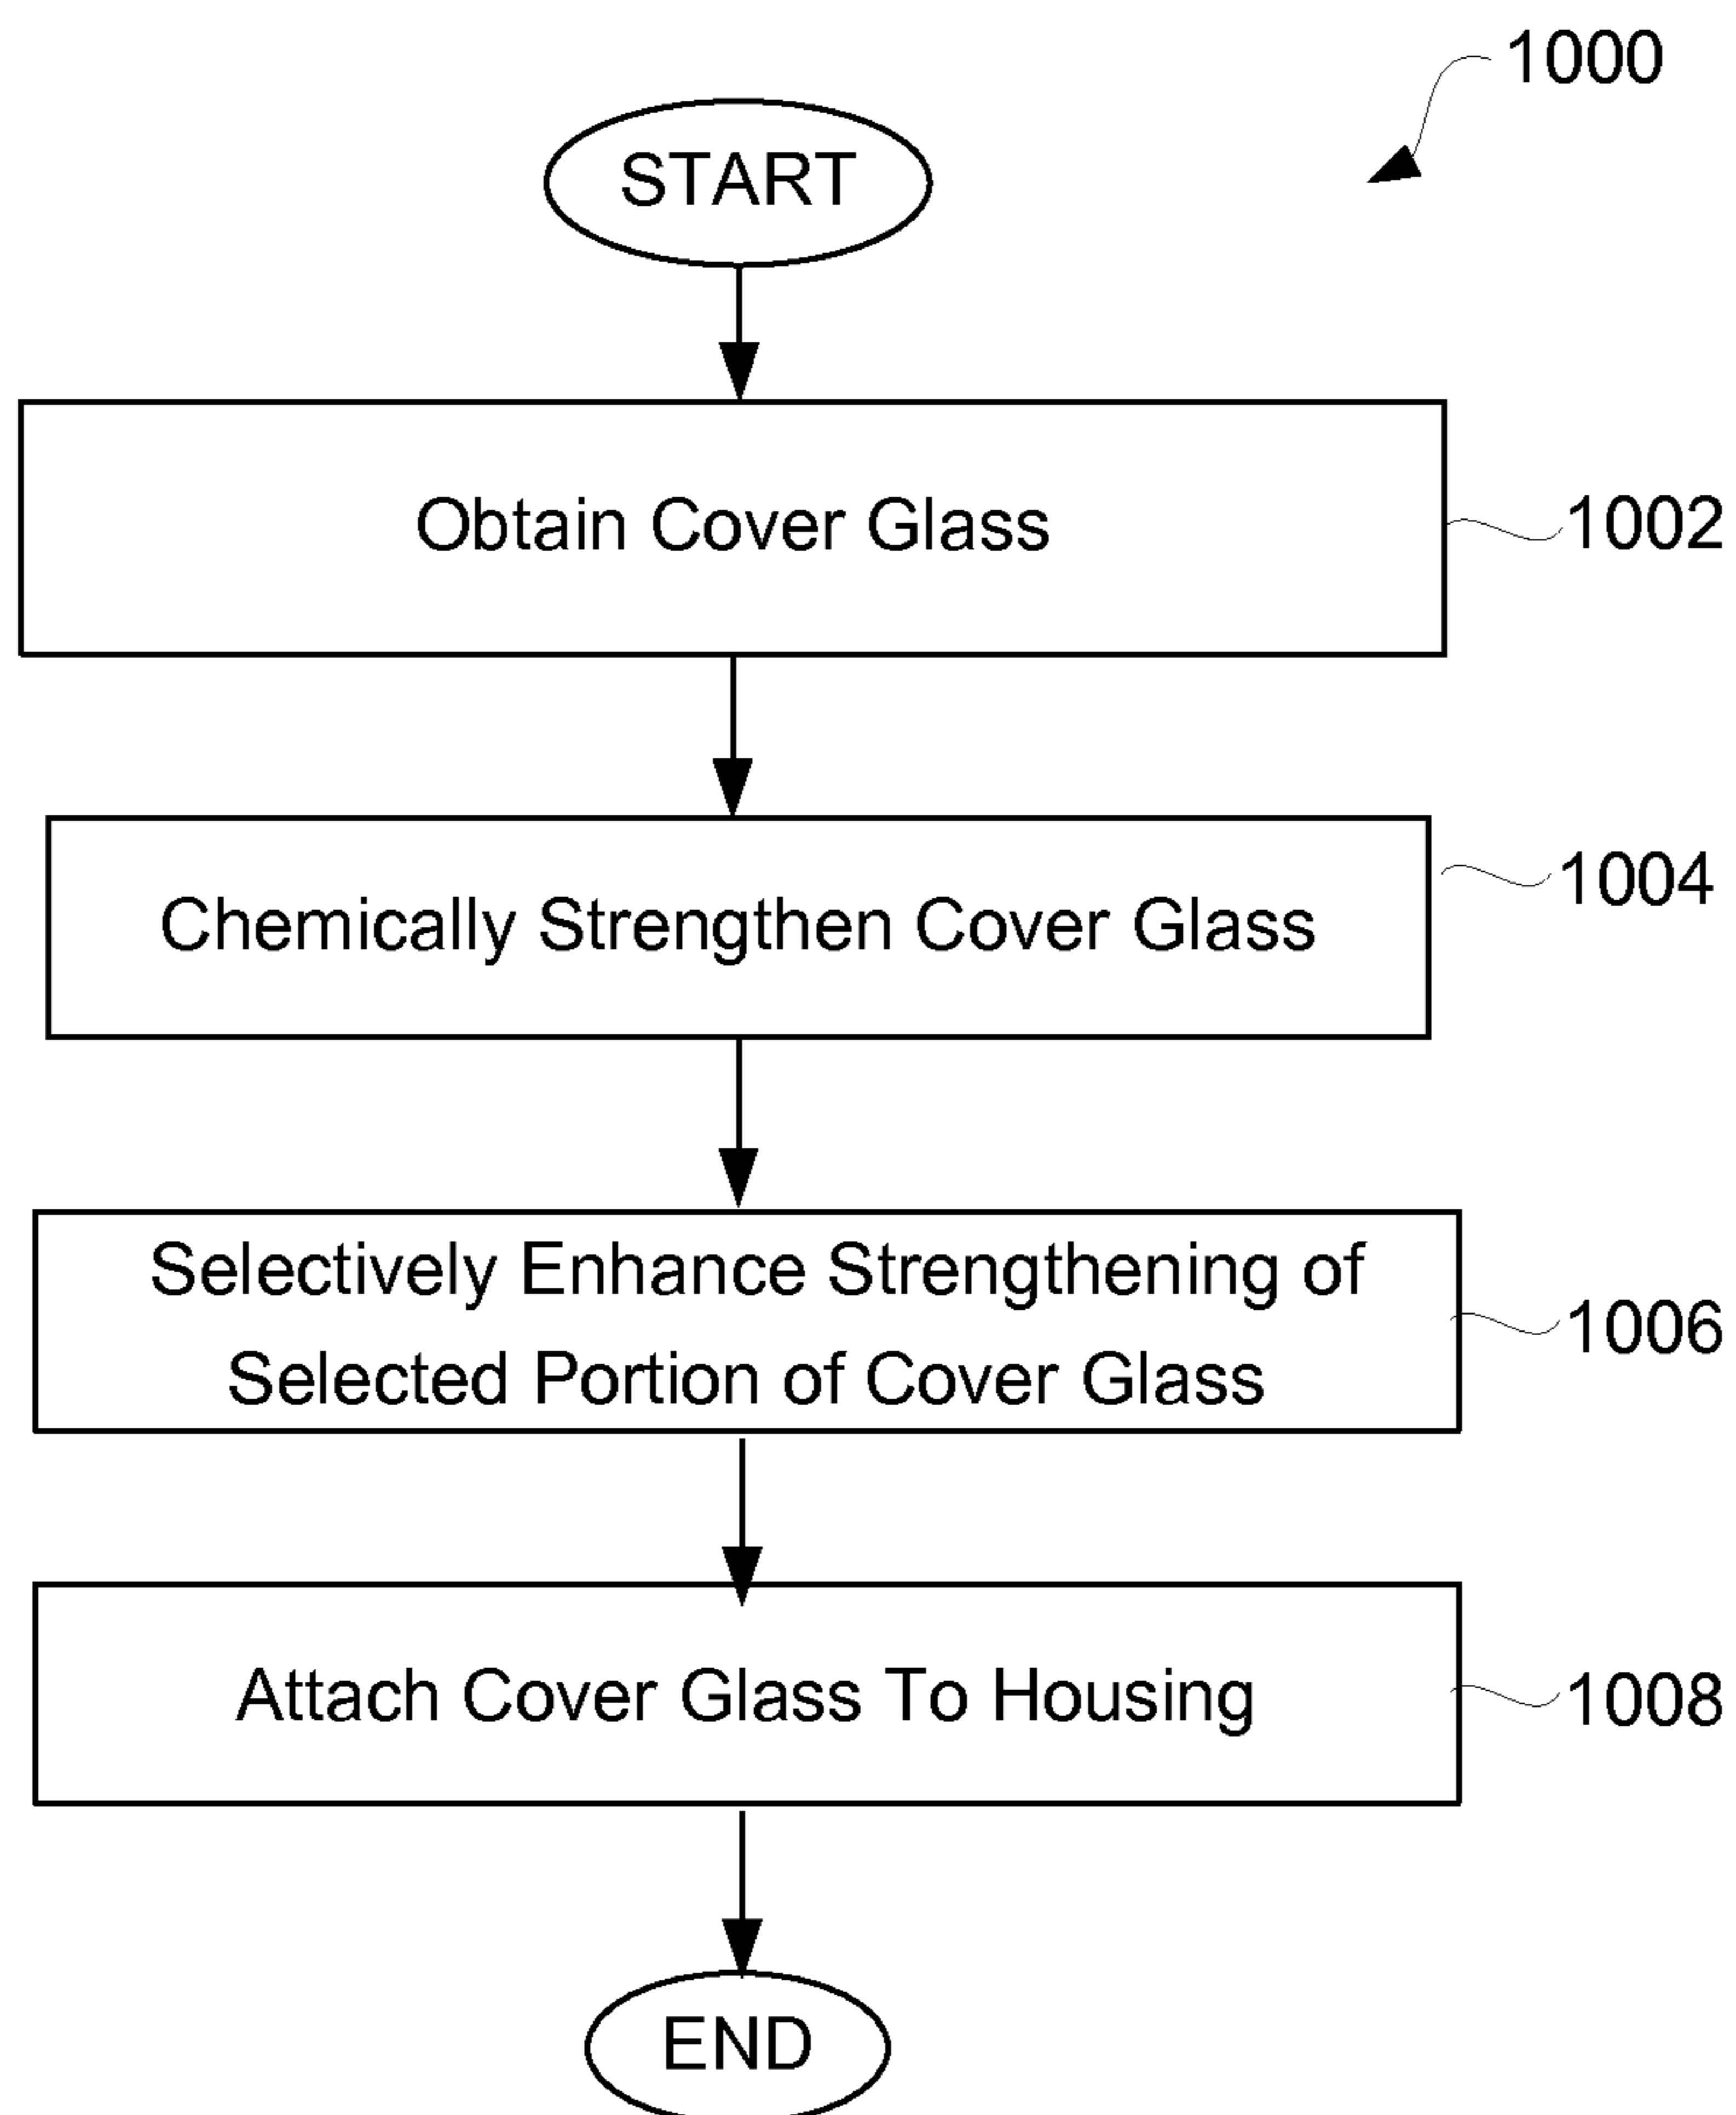 1000
START
Obtain Cover Glass
1002
Chemically Strengthen Cover Glass
1004
Selectively Enhance Strengthening of
Selected Portion of Cover Glass
1006
Attach Cover Glass To Housing
1008
END